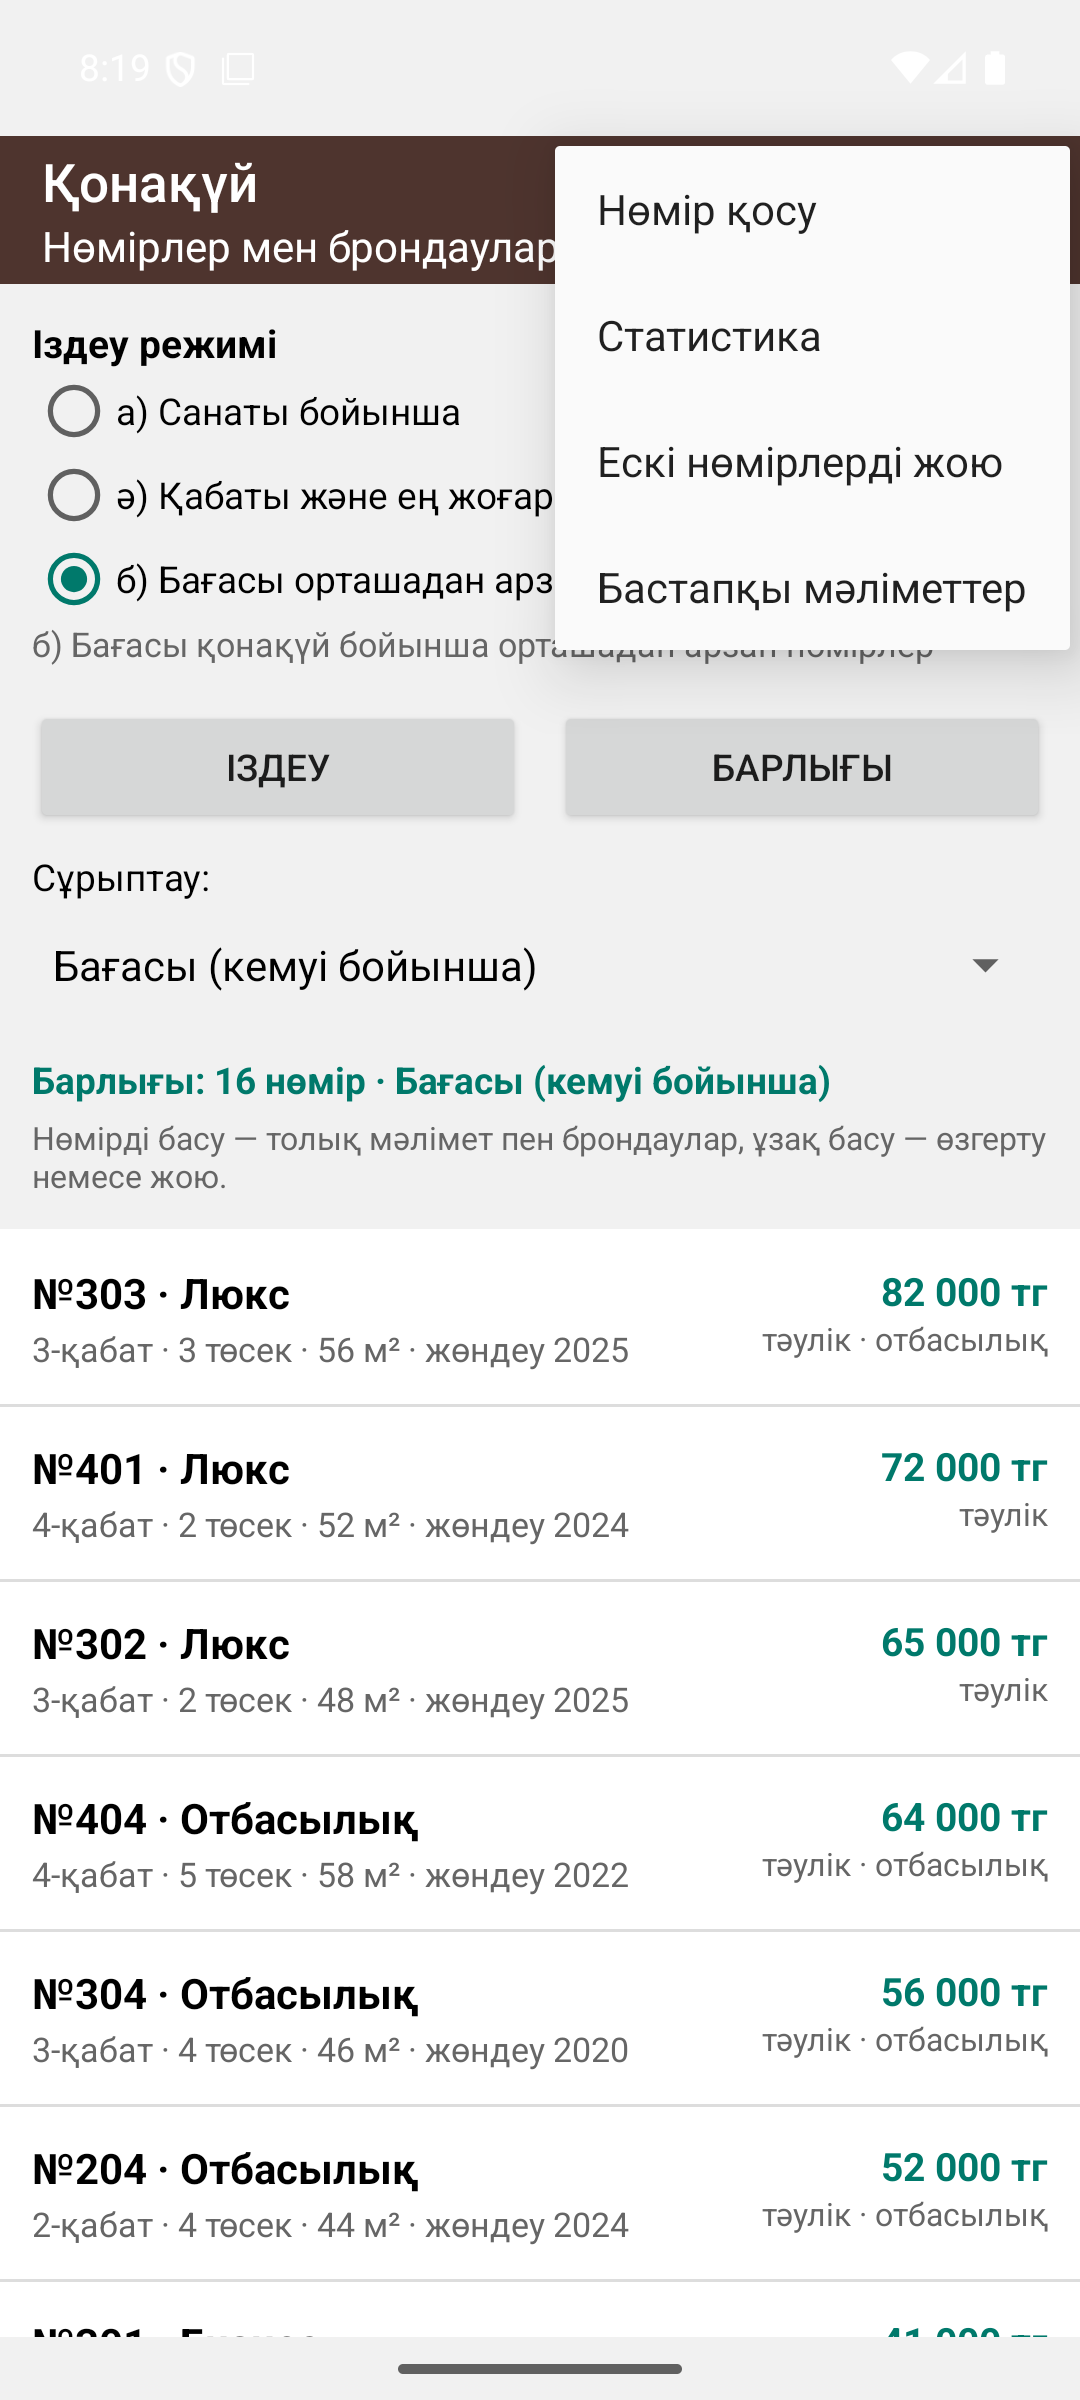 8:19
Қонақүй
Нөмірлер мен брондаулар
Нөмір қосу
Статистика
Ескі нөмірлерді жою
Бастапқы мәліметтер
Іздеу режимі
а) Санаты бойынша
ә) Қабаты және ең жоғар
б) Бағасы орташадан арз
б) Бағасы қонақүй бойынша орташадан арзан нөмірлер
ІЗДЕУ
БАРЛЫҒЫ
Сұрыптау:
Бағасы (кемуі бойынша)
Барлығы: 16 нөмір · Бағасы (кемуі бойынша)
Нөмірді басу — толық мәлімет пен брондаулар, ұзақ басу — өзгерту
немесе жою.
№303 · Люкс
82 000 тг
3-қабат · 3 төсек · 56 м² · жөндеу 2025
тәулік · отбасылық
№401 · Люкс
72 000 тг
4-қабат · 2 төсек · 52 м² · жөндеу 2024
тәулік
№302 · Люкс
65 000 тг
3-қабат · 2 төсек · 48 м² · жөндеу 2025
тәулік
№404 · Отбасылық
64 000 тг
4-қабат · 5 төсек · 58 м² · жөндеу 2022
тәулік · отбасылық
№304 · Отбасылық
56 000 тг
3-қабат · 4 төсек · 46 м² · жөндеу 2020
тәулік · отбасылық
№204 · Отбасылық
52 000 тг
2-қабат · 4 төсек · 44 м² · жөндеу 2024
тәулік · отбасылық